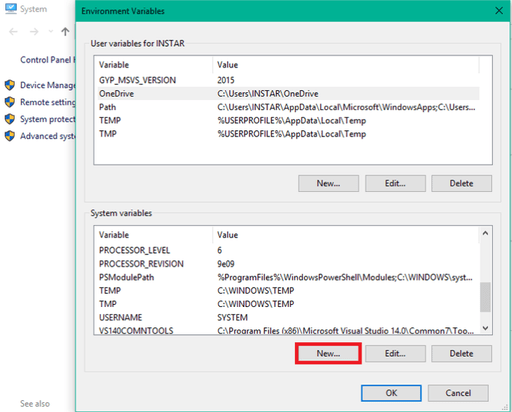 System
Environment Variables
Control Panel H
Device Manag
Remote setting
System protect
Advanced syste
User variables for INSTAR
Variable Value
GYP_MSVS_VERSION 2015
OneDrive C:\Users\INSTAR\OneDrive
Path C:\Users\INSTAR\AppData\Local\Microsoft\WindowsApps;C:\Users...
TEMP %USERPROFILE%\AppData\Local\Temp
TMP %USERPROFILE%\AppData\Local\Temp
New... Edit... Delete
System variables
Variable Value
PROCESSOR_LEVEL 6
PROCESSOR_REVISION 9e09
PSModulePath %ProgramFiles%\WindowsPowerShell\Modules;C:\WINDOWS\syst...
TEMP C:\WINDOWS\TEMP
TMP C:\WINDOWS\TEMP
USERNAME SYSTEM
VS140COMNTOOLS C:\Program Files (x86)\Microsoft Visual Studio 14.0\Common7\Too...
New... Edit... Delete
OK Cancel
See also